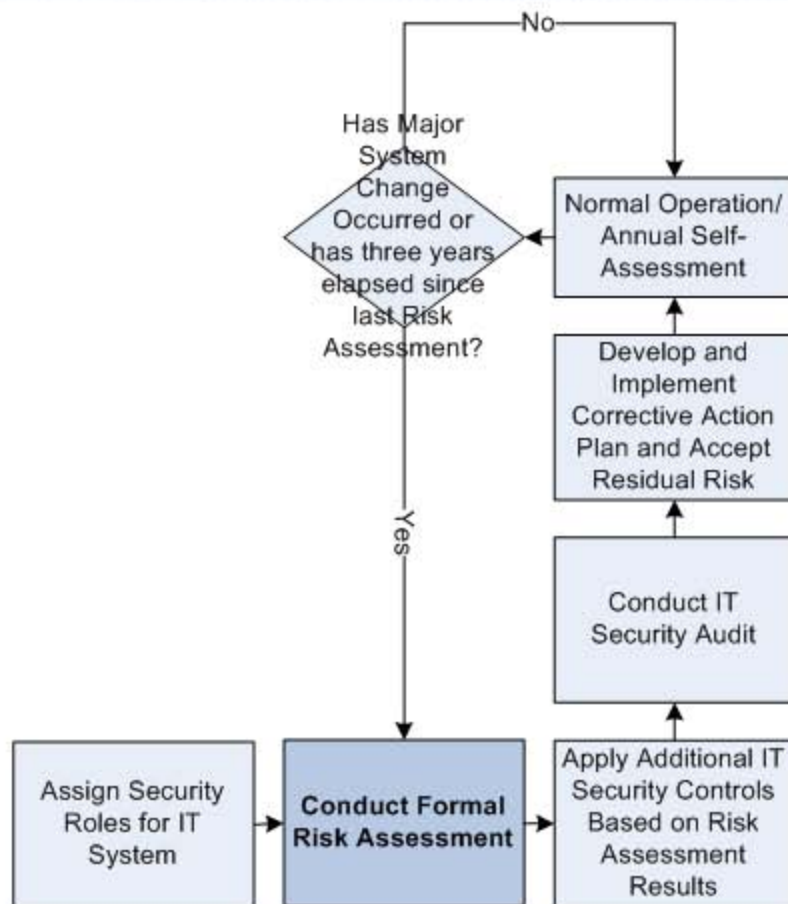 No
Has Major
System
Change
Occurred or
has three years
elapsed since
last Risk
Assessment?
Normal Operation/
Annual Self-
Assessment
Develop and
Implement
Corrective Action
Plan and Accept
Residual Risk
Yes
Conduct IT
Security Audit
Assign Security
Roles for IT
System
Conduct Formal
Risk Assessment
Apply Additional IT
Security Controls
Based on Risk
Assessment
Results